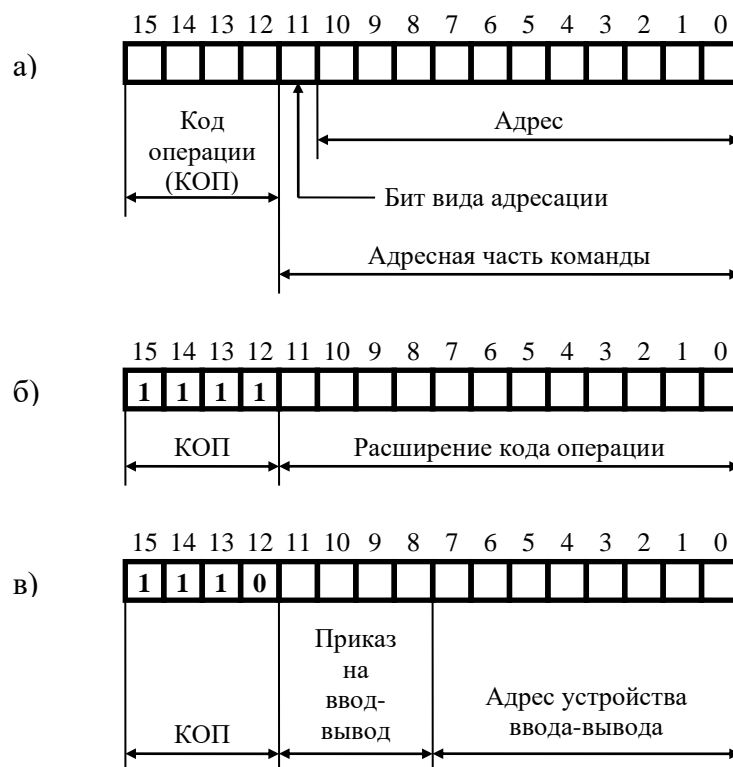 15 14 13 12 11 10 9 8 7 6 5 4 3 2 1 0
а)
Код
операции
(КОП)
Адрес
Бит вида адресации
Адресная часть команды
15 14 13 12 11 10 9 8 7 6 5 4 3 2 1 0
б) 1 1 1 1
КОП Расширение кода операции
15 14 13 12 11 10 9 8 7 6 5 4 3 2 1 0
в) 1 1 1 0
КОП
Приказ
на
ввод-
вывод
Адрес устройства
ввода-вывода